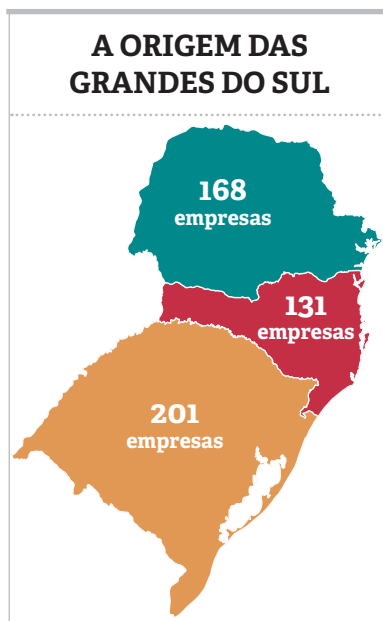 A ORIGEM DAS
GRANDES DO SUL
168
empresas
131
empresas
201
empresas